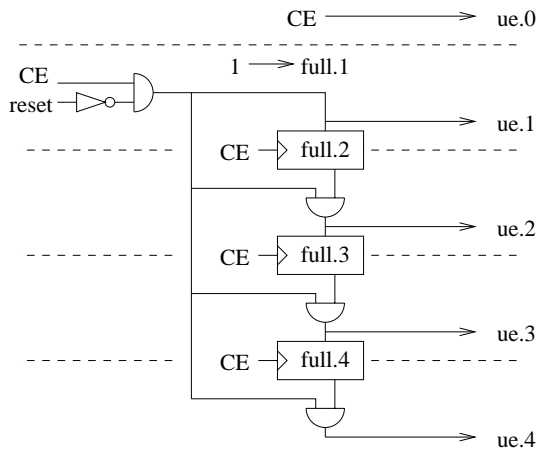 CE ue.0
1 full.1
CE
reset
ue.1
CE full.2
ue.2
CE full.3
ue.3
CE full.4
ue.4